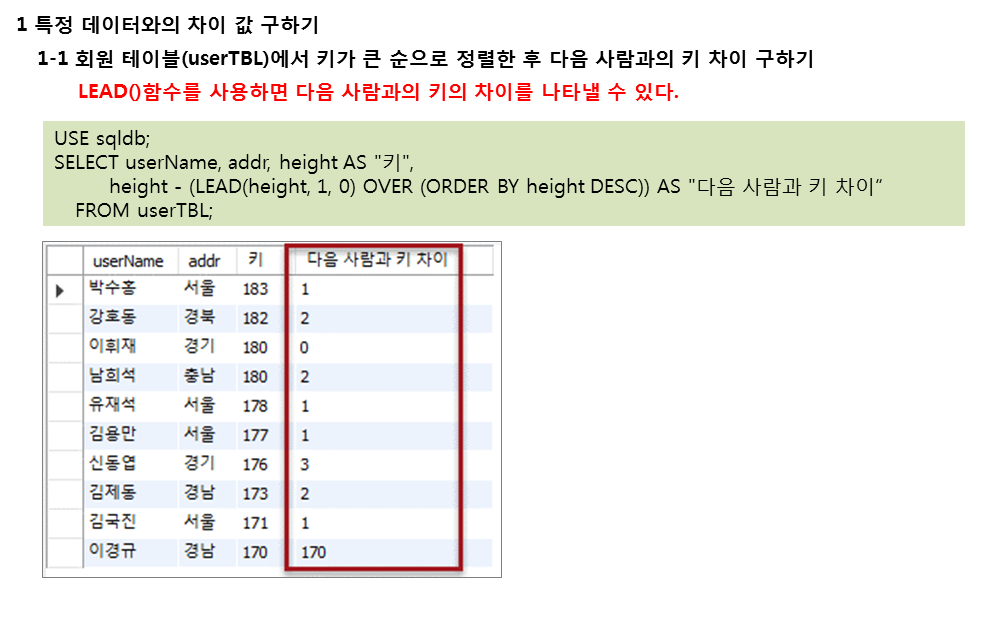 1 특정 데이터와의 차이 값 구하기
1-1 회원 테이블(userTBL)에서 키가 큰 순으로 정렬한 후 다음 사람과의 키 차이 구하기
LEAD()함수를 사용하면 다음 사람과의 키의 차이를 나타낼 수 있다.
USE sqldb;
SELECT userName, addr, height AS "키",
height - (LEAD(height, 1, 0) OVER (ORDER BY height DESC)) AS "다음 사람과 키 차이“
FROM userTBL;
userName addr 키 다음 사람과 키 차이
박수홍 서울 183 1
강호동 경북 182 2
이휘재 경기 180 0
남희석 충남 180 2
유재석 서울 178 1
김용만 서울 177 1
신동엽 경기 176 3
김제동 경남 173 2
김국진 서울 171 1
이경규 경남 170 170